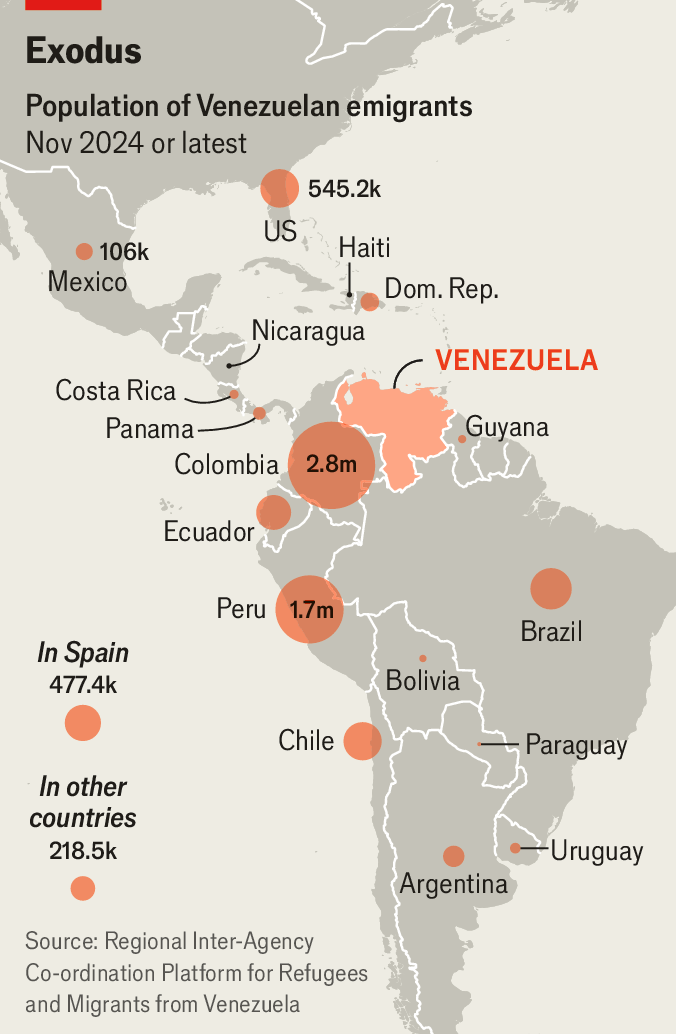 Exodus
Population of Venezuelan emigrants
Nov 2024 or latest
545.2k
US
Haiti
106k
Mexico
Dom. Rep.
Nicaragua
VENEZUELA
Costa Rica
Panama
Guyana
Colombia
2.8m
Ecuador
Peru
1.7m
Brazil
In Spain
477.4k
Bolivia
Chile
Paraguay
In other
countries
218.5k
Uruguay
Argentina
Source: Regional Inter-Agency
Co-ordination Platform for Refugees
and Migrants from Venezuela